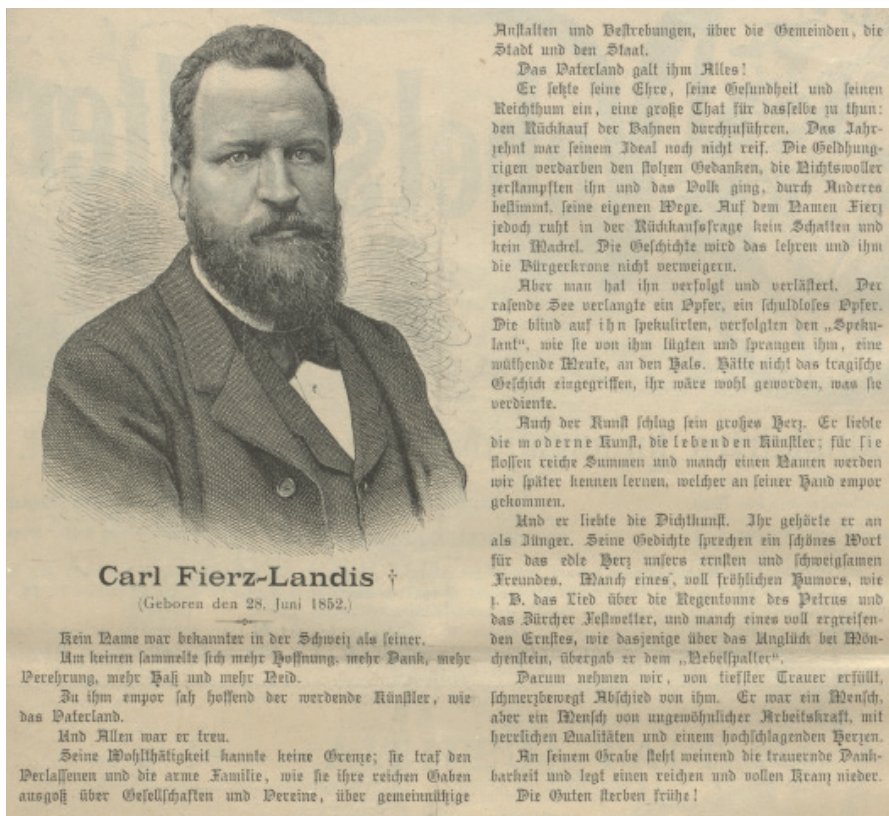 Carl Fierz-Landis †
(Geboren den 28. Juni 1852.)
Kein Name war bekannter in der Schweiz als seiner.
Um keinen sammelte sich mehr Hoffnung, mehr Dank, mehr
Verehrung, mehr Haß und mehr Neid.
Zu ihm empor sah hoffend der werdende Künstler, wie
das Vaterland.
Und Allen war er treu.
Seine Wohlthätigkeit kannte keine Grenze; sie traf den
Verlassenen und die arme Familie, wie sie ihre reichen Gaben
ausgoß über Gesellschaften und Vereine, über gemeinnützige
Anstalten und Bestrebungen, über die Gemeinden, die
Stadt und den Staat.
Das Vaterland galt ihm Alles!
Er setzte seine Ehre, seine Gesundheit und seinen
Reichthum ein, eine große That für dasselbe zu thun:
den Rückkauf der Bahnen durchzuführen. Das Jahr-
zehnt war seinem Ideal noch nicht reif. Die Geldhung-
rigen verdarben den stolzen Gedanken, die Nichtswoller
zerstampften ihn und das Volk ging, durch Anderes
bestimmt, seine eigenen Wege. Auf dem Namen Fierz
jedoch ruht in der Rückkaufsfrage kein Schatten und
kein Mackel. Die Geschichte wird das lehren und ihm
die Bürgerkrone nicht verweigern.
Aber man hat ihn verfolgt und verlästert. Der
rasende See verlangte ein Opfer, ein schuldloses Opfer.
Die blind auf ihn spekulirten, verfolgten den „Speku-
lant“, wie sie von ihm lügten und sprangen ihm, eine
wüthende Meute, an den Hals. Hätte nicht das tragische
Geschick eingegriffen, ihr wäre wohl geworden, was sie
verdiente.
Auch der Kunst schlug sein großes Herz. Er liebte
die moderne Kunst, die lebenden Künstler; für sie
flossen reiche Summen und manch einen Namen werden
wir später kennen lernen, welcher an seiner Hand empor
gekommen.
Und er liebte die Dichtkunst. Ihr gehörte er an
als Jünger. Seine Gedichte sprechen ein schönes Wort
für das edle Herz unsers ernsten und schweigsamen
Freundes. Manch eines, voll fröhlichen Humors, wie
z. B. das Lied über die Regentonne des Petrus und
das Zürcher Festwetter, und manch eines voll ergreifen-
den Ernstes, wie dasjenige über das Unglück bei Mön-
chenstein, übergab er dem „Nebelspalter“.
Darum nehmen wir, von tiefster Trauer erfüllt,
schmerzbewegt Abschied von ihm. Er war ein Mensch,
aber ein Mensch von ungewöhnlicher Arbeitskraft, mit
herrlichen Qualitäten und einem hochschlagenden Herzen.
An seinem Grabe steht weinend die trauernde Dank-
barkeit und legt einen reichen und vollen Kranz nieder.
Die Guten sterben frühe!